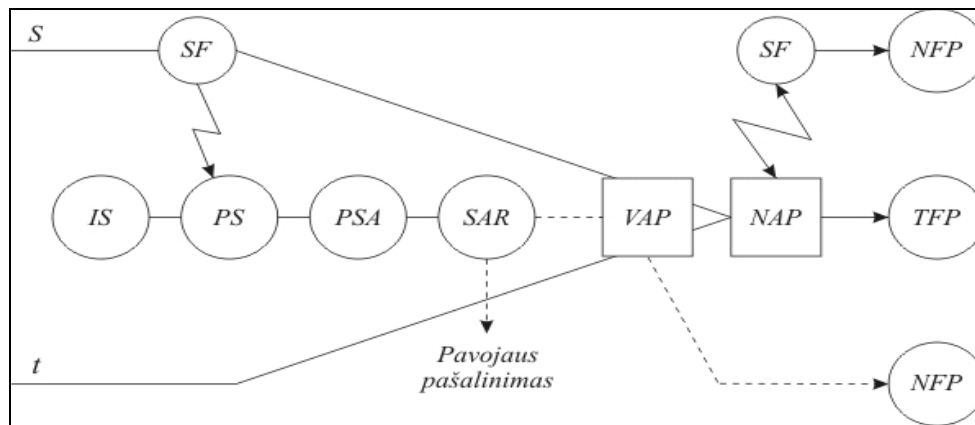 S
SF
SF
NFP
IS
PS
PSA
SAR
VAP
NAP
TFP
t
Pavojaus
pašalinimas
NFP